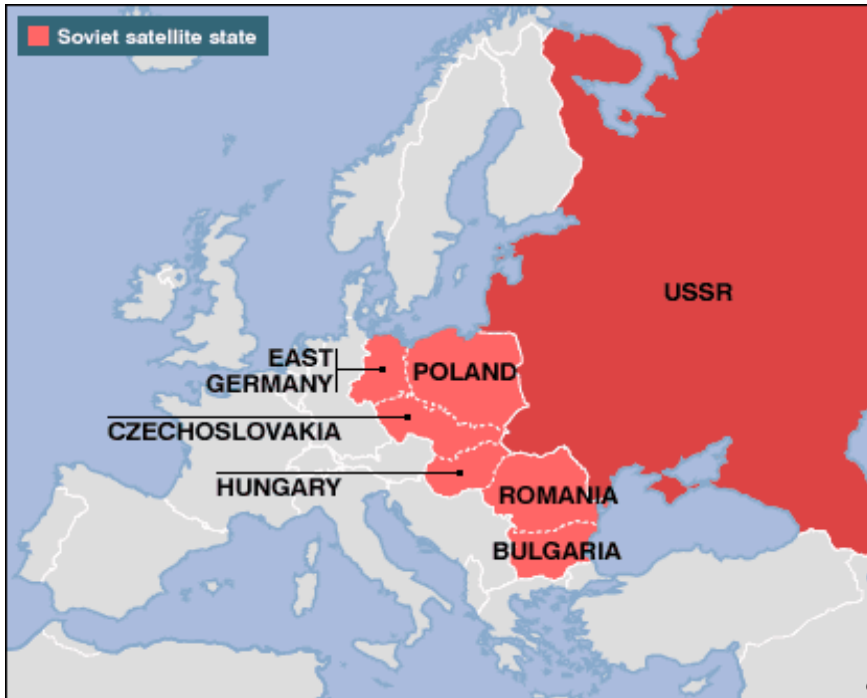 Soviet satellite state
USSR
EAST
GERMANY
POLAND
CZECHOSLOVAKIA
HUNGARY
ROMANIA
BULGARIA